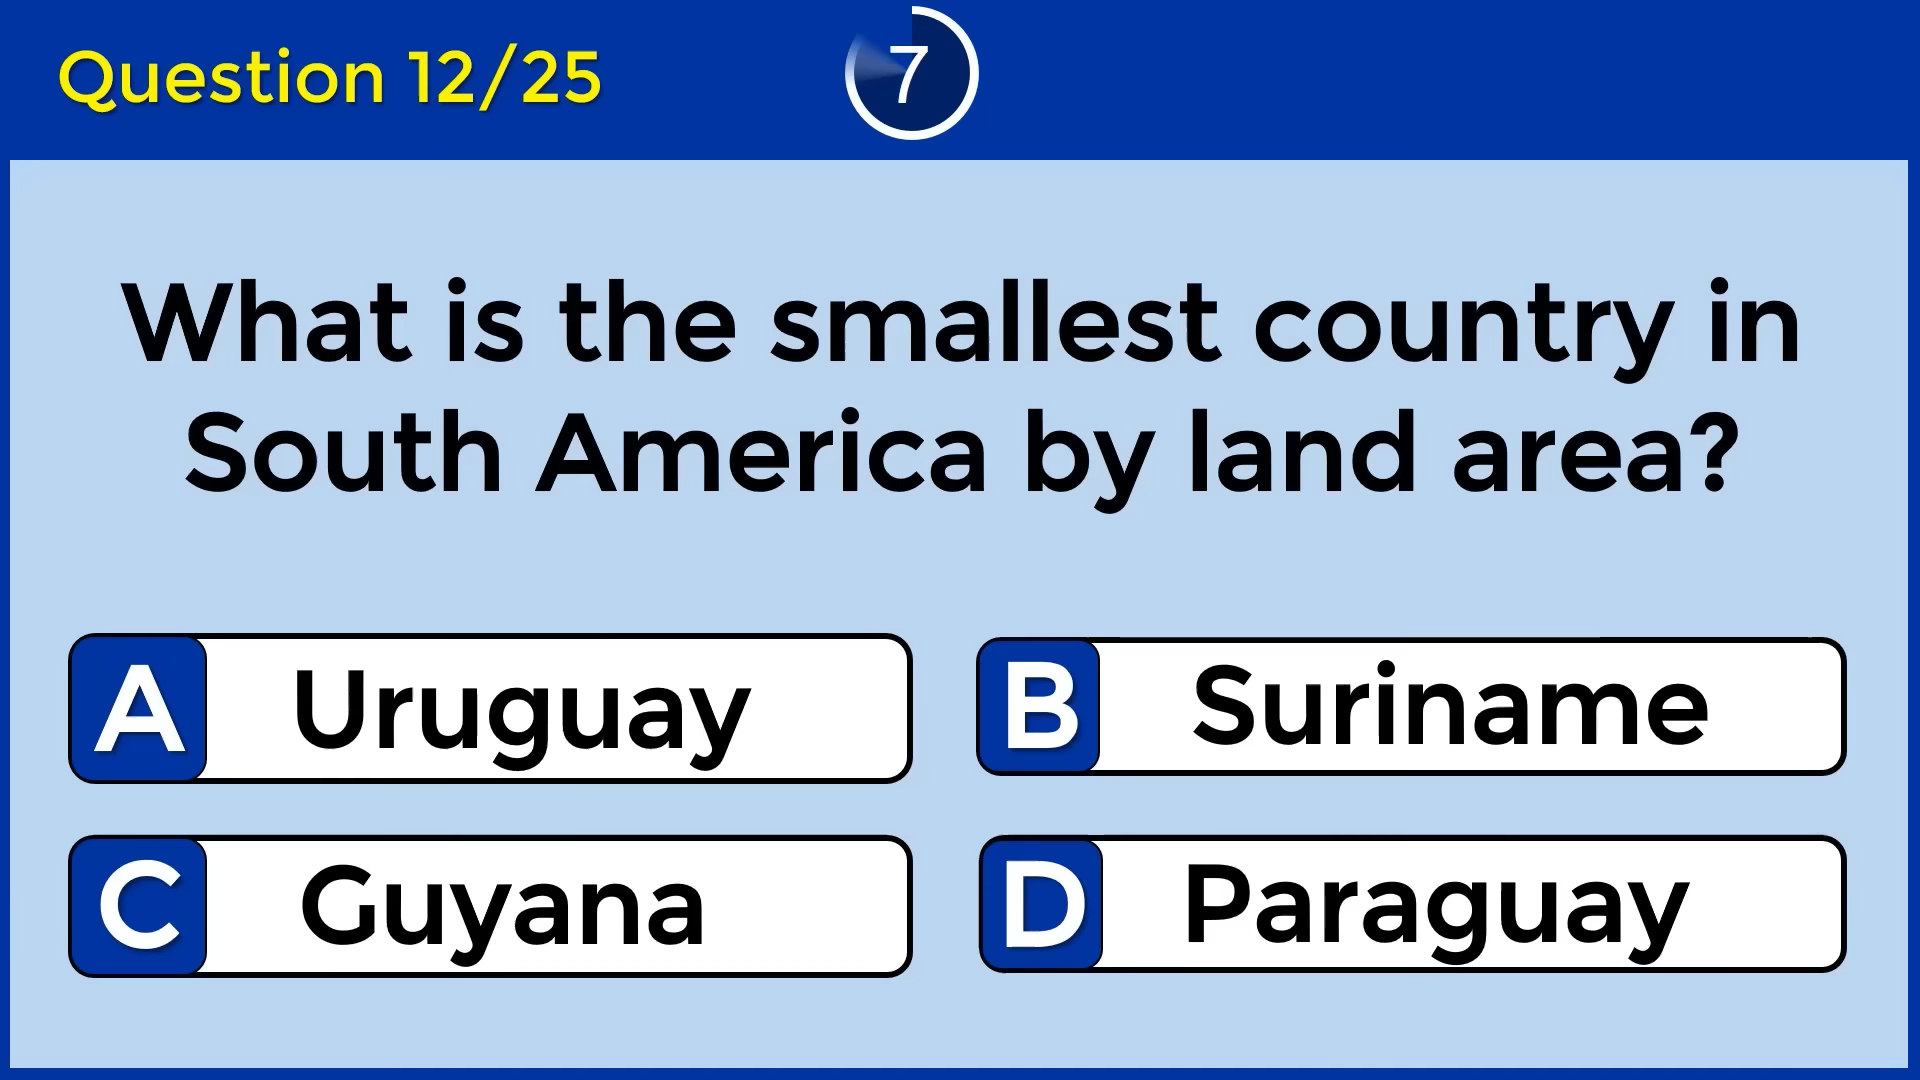 Question 12/25
7
What is the smallest country in
South America by land area?
A Uruguay
B Suriname
C Guyana
D Paraguay